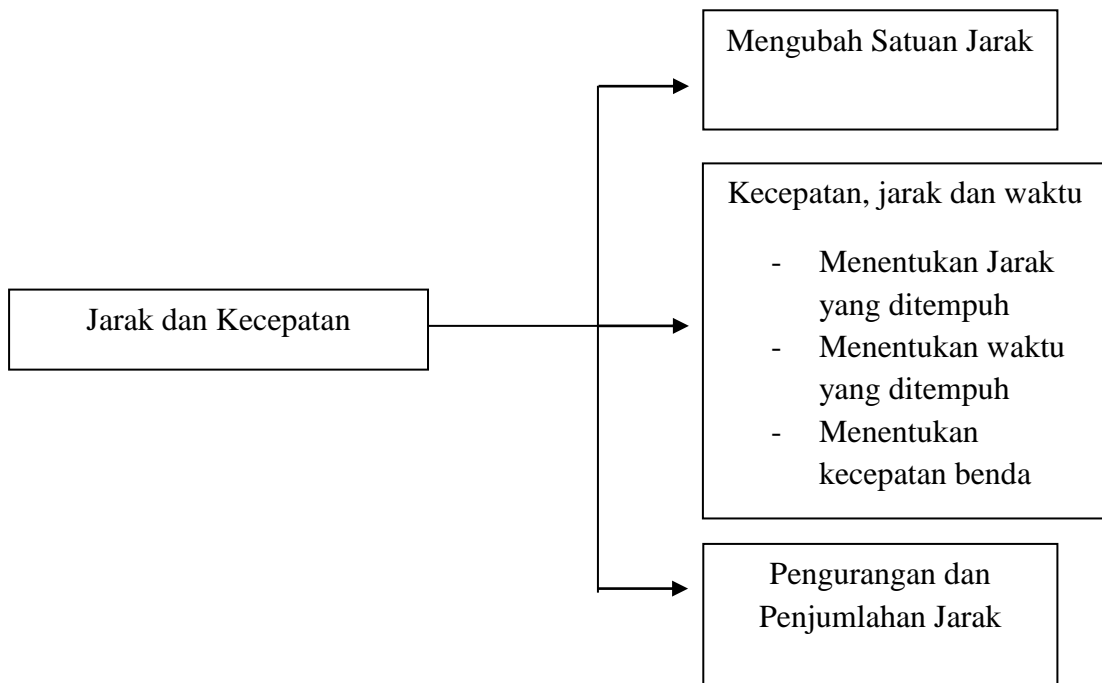 Mengubah Satuan Jarak
Kecepatan, jarak dan waktu
- Menentukan Jarak
yang ditempuh
- Menentukan waktu
yang ditempuh
- Menentukan
kecepatan benda
Jarak dan Kecepatan
Pengurangan dan
Penjumlahan Jarak